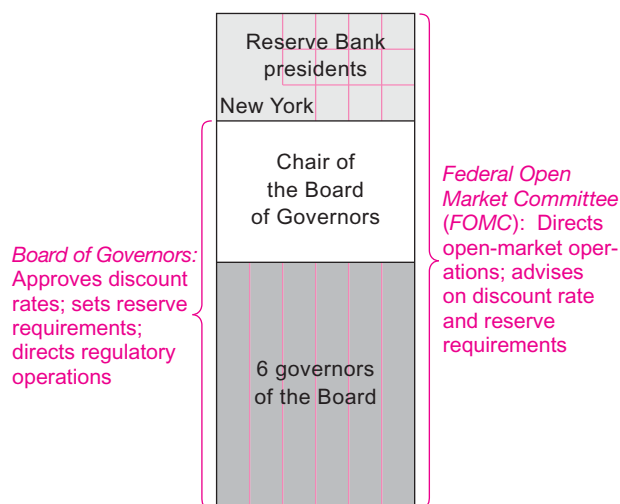 Reserve Bank
presidents
New York
Chair of
the Board
of Governors
6 governors
of the Board
Board of Governors:
Approves discount
rates; sets reserve
requirements;
directs regulatory
operations
Federal Open
Market Committee
(FOMC): Directs
open-market oper-
ations; advises
on discount rate
and reserve
requirements